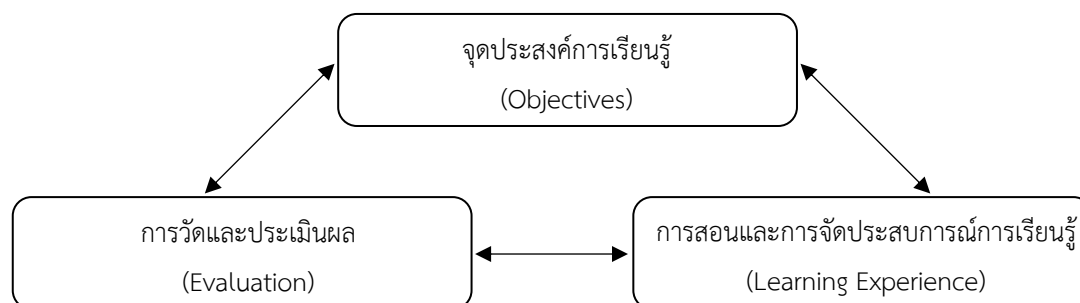 จุดประสงค์การเรียนรู้
(Objectives)
การวัดและประเมินผล
(Evaluation)
การสอนและการจัดประสบการณ์การเรียนรู้
(Learning Experience)